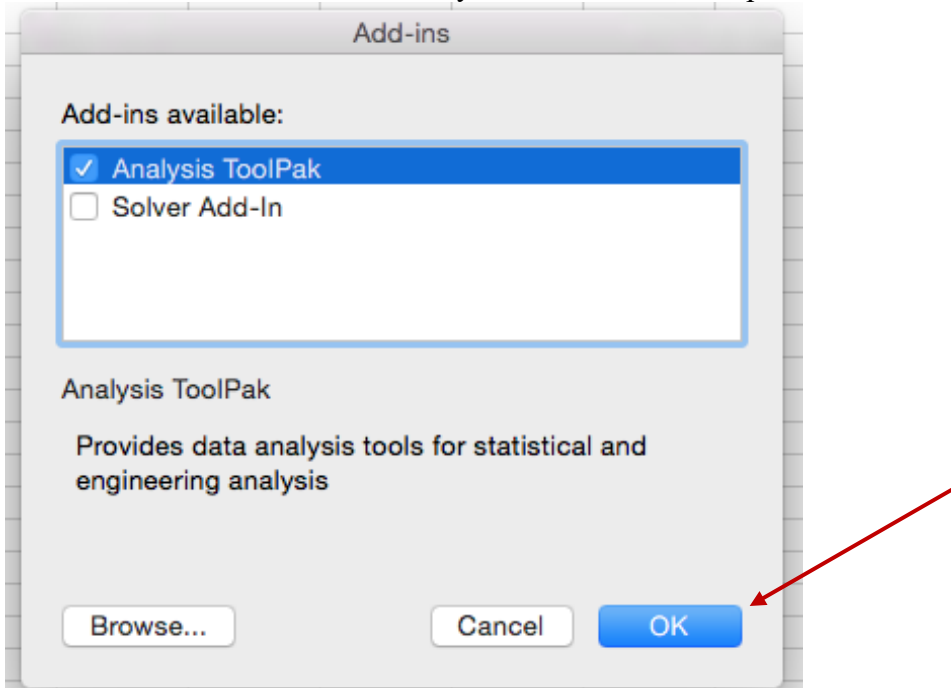 Add-ins
Add-ins available:
Analysis ToolPak
Solver Add-In
Analysis ToolPak
Provides data analysis tools for statistical and
engineering analysis
Browse...
Cancel
OK